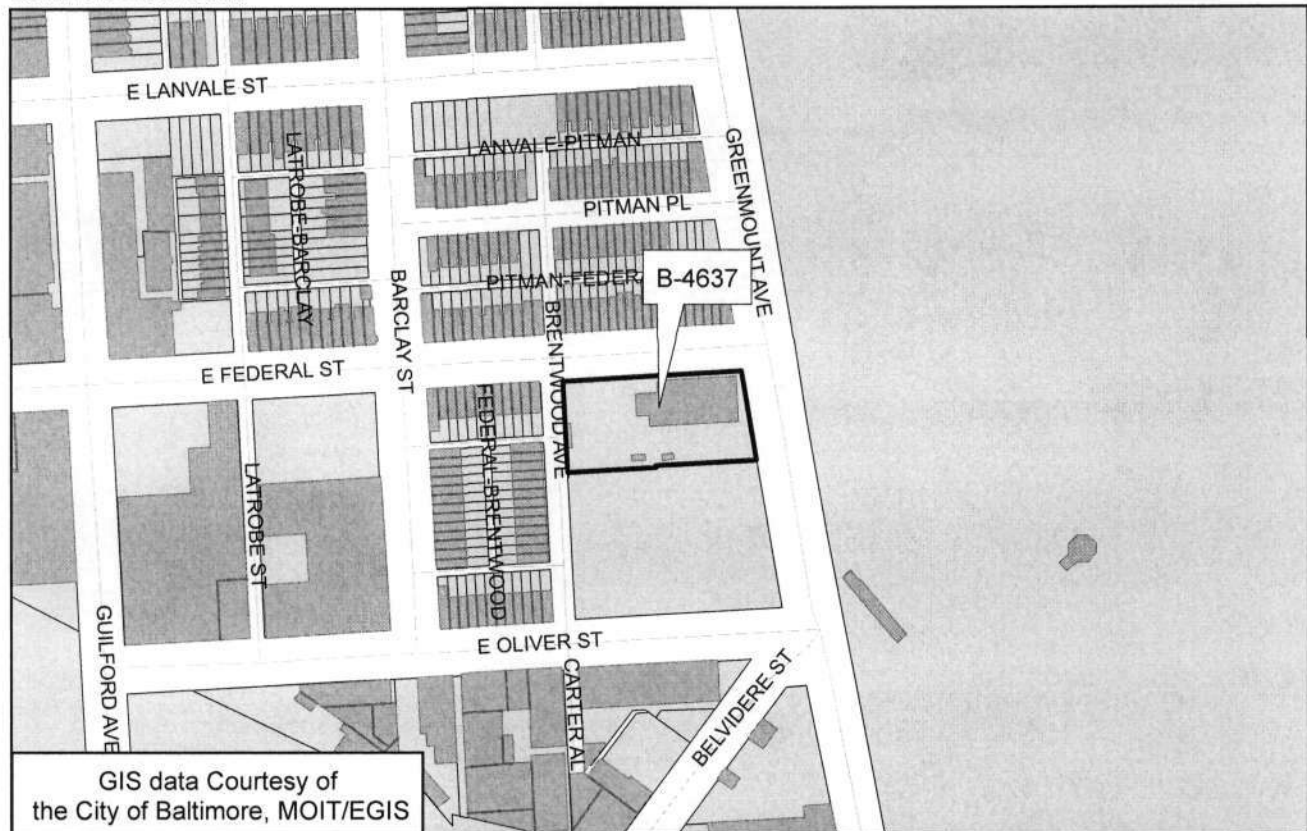 E LANVALE ST
LANVALE-PITMAN
LATROBE-BARCLAY
GREENMOUNT AVE
PITMAN PL
PITMAN-FEDERA
B-4637
BARCLAY ST
BRENTWOOD AVE
E FEDERAL ST
FEDERAL-BRENTWOOD
LATROBE ST
GUILFORD AVE
E OLIVER ST
CARTER AL
BELVIDERE ST
GIS data Courtesy of
the City of Baltimore, MOIT/EGIS